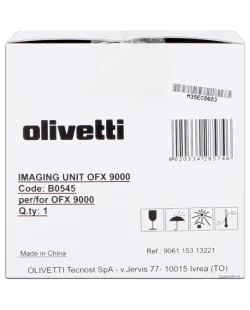 M35EC0603
8020334285746
olivetti
IMAGING UNIT OFX 9000
Code: B0545
per/for OFX 9000
Q.ty: 1
Made in China
Ref.: 9061 153 13221
OLIVETTI Tecnost SpA - v.Jervis 77- 10015 Ivrea (TO)